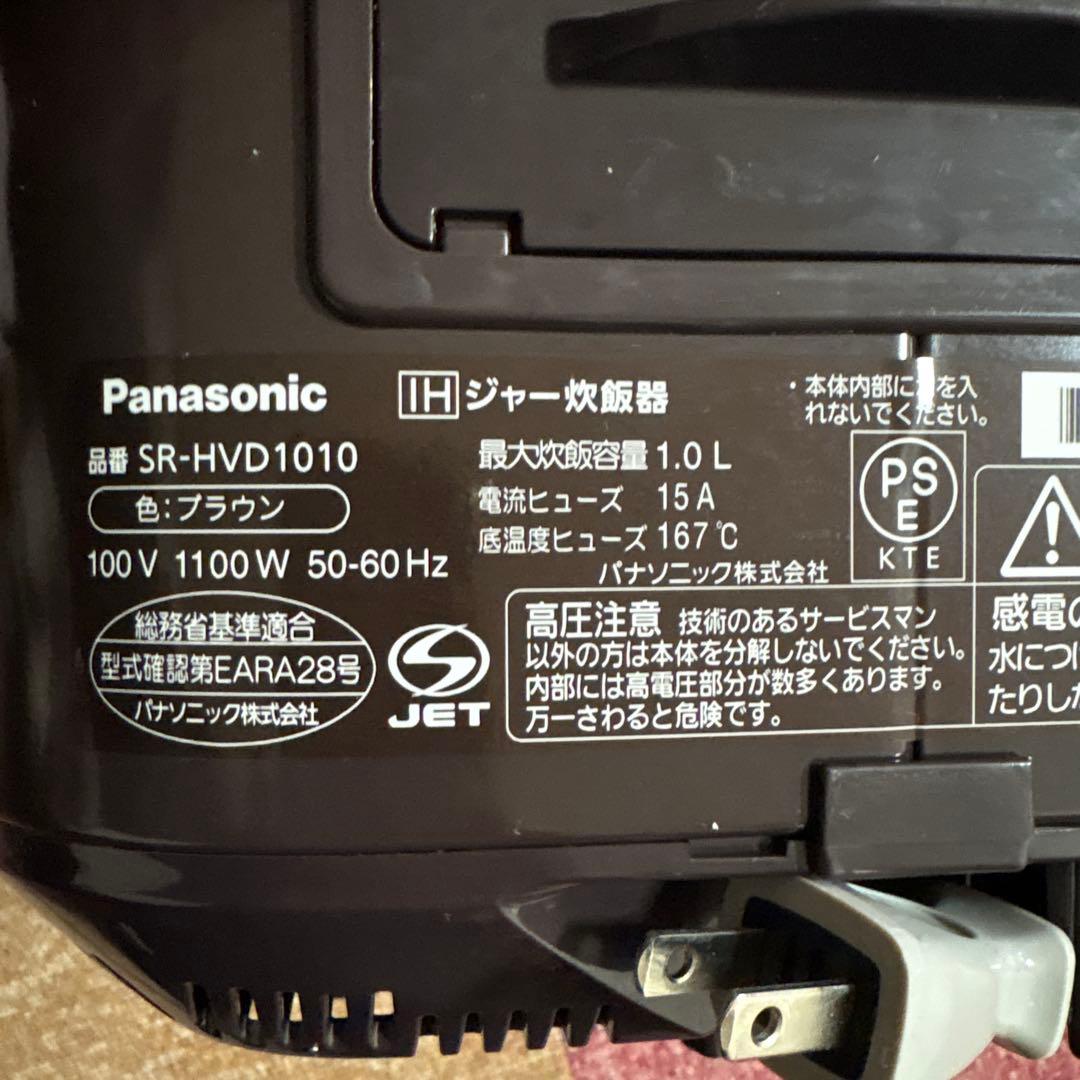 Panasonic
IH ジャー炊飯器
品番 SR-HVD1010
色:ブラウン
100V 1100W 50-60Hz
最大炊飯容量 1.0 L
電流ヒューズ 15 A
底温度ヒューズ 167℃
パナソニック株式会社
・本体内部に を入
れないでください。
PS
E
KTE
総務省基準適合
型式確認第EARA28号
パナソニック株式会社
S
JET
高圧注意 技術のあるサービスマン
以外の方は本体を分解しないでください。
内部には高電圧部分が数多くあります。
万一さわると危険です。
感電の
水につけ
たりした